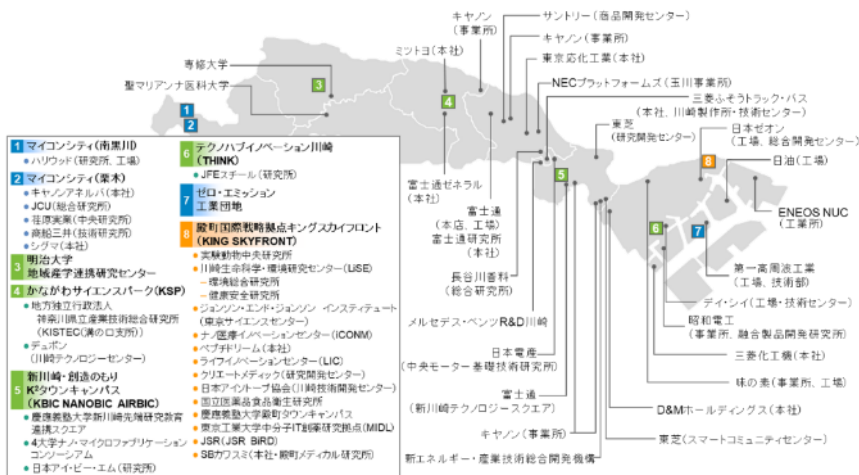 キヤノン
(事業所)
サントリー(商品開発センター)
キヤノン(事業所)
ミツトヨ(本社)
東京応化工業(本社)
専修大学
NECプラットフォームズ(玉川事業所)
聖マリアンナ医科大学
三菱ふそうトラック・バス
(本社、川崎製作所・技術センター)
3
4
1
2
東芝
(研究開発センター)
日本ゼオン
(工場、総合開発センター)
8
日油(工場)
5
富士通ゼネラル
(本社)
富士通
(本店、工場)
富士通研究所
(本社)
ENEOS NUC
(工業所)
6
7
長谷川香料
(総合研究所)
第一高周波工業
(工場、技術部)
ディ・シィ(工場・技術センター)
メルセデス・ベンツR&D川崎
昭和電工
(事業所、融合製品開発研究所)
日本電産
(中央モーター基礎技術研究所)
三菱化工機(本社)
味の素(事業所、工場)
富士通
(新川崎テクノロジースクエア)
D&Mホールディングス(本社)
キヤノン(事業所)
東芝(スマートコミュニティセンター)
新エネルギー・産業技術総合開発機構
1 マイコンシティ(南黒川)
ハリウッド(研究所、工場)
2 マイコンシティ(栗木)
キヤノンアネルバ(本社)
JCU(総合研究所)
荏原実業(中央研究所)
商船三井(技術研究所)
シグマ(本社)
3 明治大学
地域産学連携研究センター
4 かながわサイエンスパーク(KSP)
地方独立行政法人
神奈川県立産業技術総合研究所
(KISTEC(溝の口支所))
デュポン
(川崎テクノロジーセンター)
5 新川崎・創造のもり
K²タウンキャンパス
(KBIC NANOBIC AIRBIC)
慶應義塾大学新川崎先端研究教育
連携スクエア
4大学ナノ・マイクロファブリケーション
コンソーシアム
日本アイ・ビー・エム(研究所)
6 テクノハブイノベーション川崎
(THINK)
JFEスチール(研究所)
7 ゼロ・エミッション
工業団地
8 殿町国際戦略拠点キングスカイフロント
(KING SKYFRONT)
実験動物中央研究所
川崎生命科学・環境研究センター(LiSE)
－環境総合研究所
－健康安全研究所
ジョンソン・エンド・ジョンソン インスティテュート
(東京サイエンスセンター)
ナノ医療イノベーションセンター(iCONM)
ペプチドリーム(本社)
ライフイノベーションセンター(LIC)
クリエートメディック(研究開発センター)
日本アイソトープ協会(川崎技術開発センター)
国立医薬品食品衛生研究所
慶應義塾大学殿町タウンキャンパス
東京工業大学中分子IT創薬研究拠点(MIDL)
JSR(JSR BiRD)
SBカワスミ(本社・殿町メディカル研究所)